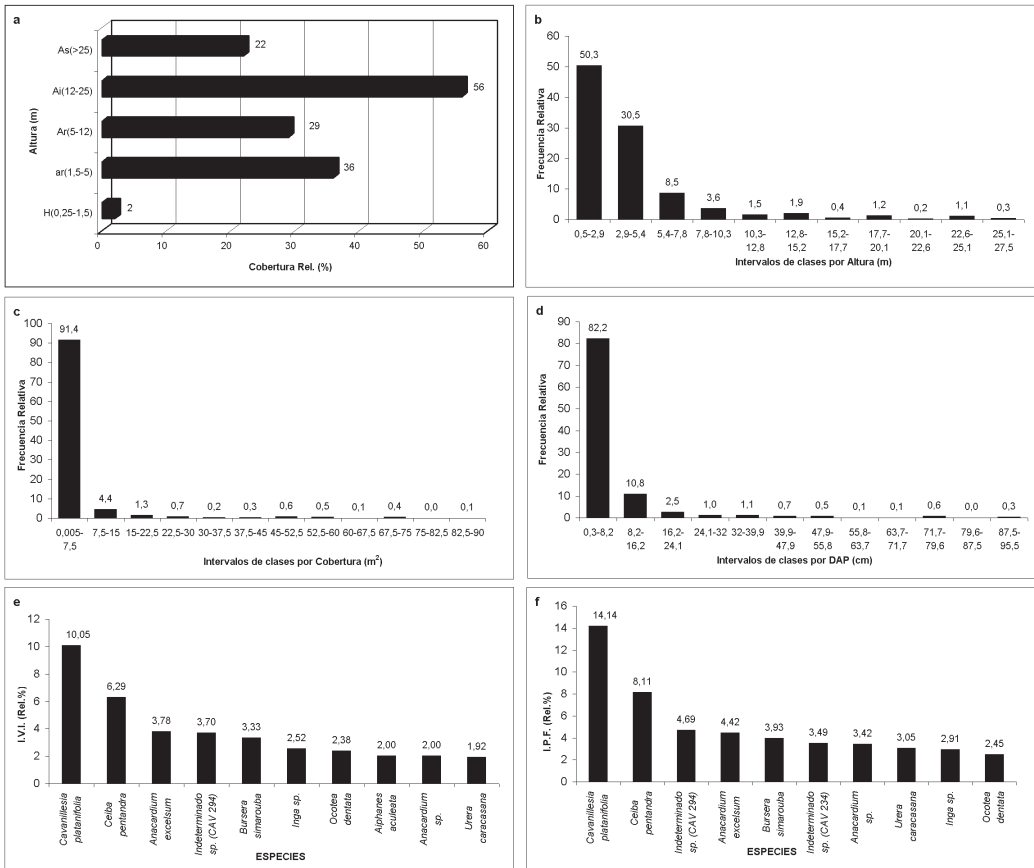 a
As(>25)
22
Ai(12-25)
56
Ar(5-12)
29
ar(1,5-5)
36
H(0,25-1,5)
2
Altura (m)
0 10 20 30 40 50 60
Cobertura Rel. (%)
b
60
50
40
30
20
10
0
Frecuencia Relativa
50,3 30,5 8,5 3,6 1,5 1,9 0,4 1,2 0,2 1,1 0,3
0,5-2,9 2,9-5,4 5,4-7,8 7,8-10,3 10,3- 12,8- 15,2- 17,7- 20,1- 22,6- 25,1-
12,8 15,2 17,7 20,1 22,6 25,1 27,5
Intervalos de clases por Altura (m)
c
100
90
80
70
60
50
40
30
20
10
0
Frecuencia Relativa
91,4 4,4 1,3 0,7 0,2 0,3 0,6 0,5 0,1 0,4 0,0 0,1
0,005- 7,5-15 15-22,5 22,5-30 30-37,5 37,5-45 45-52,5 52,5-60 60-67,5 67,5-75 75-82,5 82,5-90
7,5
Intervalos de clases por Cobertura (m²)
d
90
80
70
60
50
40
30
20
10
0
Frecuencia Relativa
82,2 10,8 2,5 1,0 1,1 0,7 0,5 0,1 0,1 0,6 0,0 0,3
0,3-8,2 8,2- 16,2- 24,1-32 32-39,9 39,9- 47,9- 55,8- 63,7- 71,7- 79,6- 87,5-
16,2 24,1 47,9 55,8 63,7 71,7 79,6 87,5 95,5
Intervalos de clases por DAP (cm)
e
12
10
8
6
4
2
0
I.V.I. (Rel.%)
10,05 6,29 3,78 3,70 3,33 2,52 2,38 2,00 2,00 1,92
Cavanillesia
platanifolia
Ceiba
pentandra
Anacardium
excelsum
Indeterminado
sp. (CAV 294)
Bursera
simarouba
Inga sp.
Ocotea
dentata
Aiphanes
aculeata
Anacardium
sp.
Urera
caracasana
ESPECIES
f
16
14
12
10
8
6
4
2
0
I.P.F. (Rel.%)
14,14 8,11 4,69 4,42 3,93 3,49 3,42 3,05 2,91 2,45
Cavanillesia
platanifolia
Ceiba
pentandra
Indeterminado
sp. (CAV 294)
Anacardium
excelsum
Bursera
simarouba
Indeterminado
sp. (CAV 234)
Anacardium
sp.
Urera
caracasana
Inga sp.
Ocotea
dentata
ESPECIES